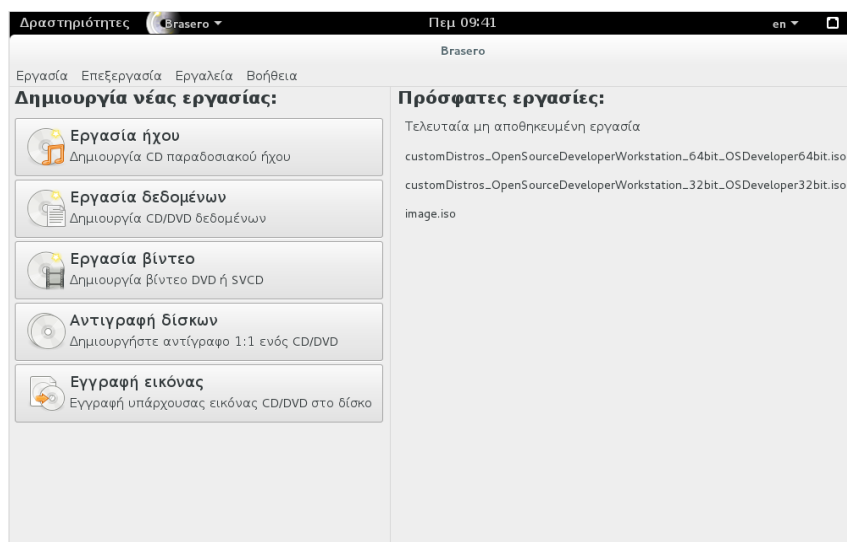 Δραστηριότητες Brasero Πεμ 09:41 en
Brasero
Εργασία Επεξεργασία Εργαλεία Βοήθεια
Δημιουργία νέας εργασίας:
Εργασία ήχου
Δημιουργία CD παραδοσιακού ήχου
Εργασία δεδομένων
Δημιουργία CD/DVD δεδομένων
Εργασία βίντεο
Δημιουργία βίντεο DVD ή SVCD
Αντιγραφή δίσκων
Δημιουργήστε αντίγραφο 1:1 ενός CD/DVD
Εγγραφή εικόνας
Εγγραφή υπάρχουσας εικόνας CD/DVD στο δίσκο
Πρόσφατες εργασίες:
Τελευταία μη αποθηκευμένη εργασία
customDistros_OpenSourceDeveloperWorkstation_64bit_OSDeveloper64bit.iso
customDistros_OpenSourceDeveloperWorkstation_32bit_OSDeveloper32bit.iso
image.iso